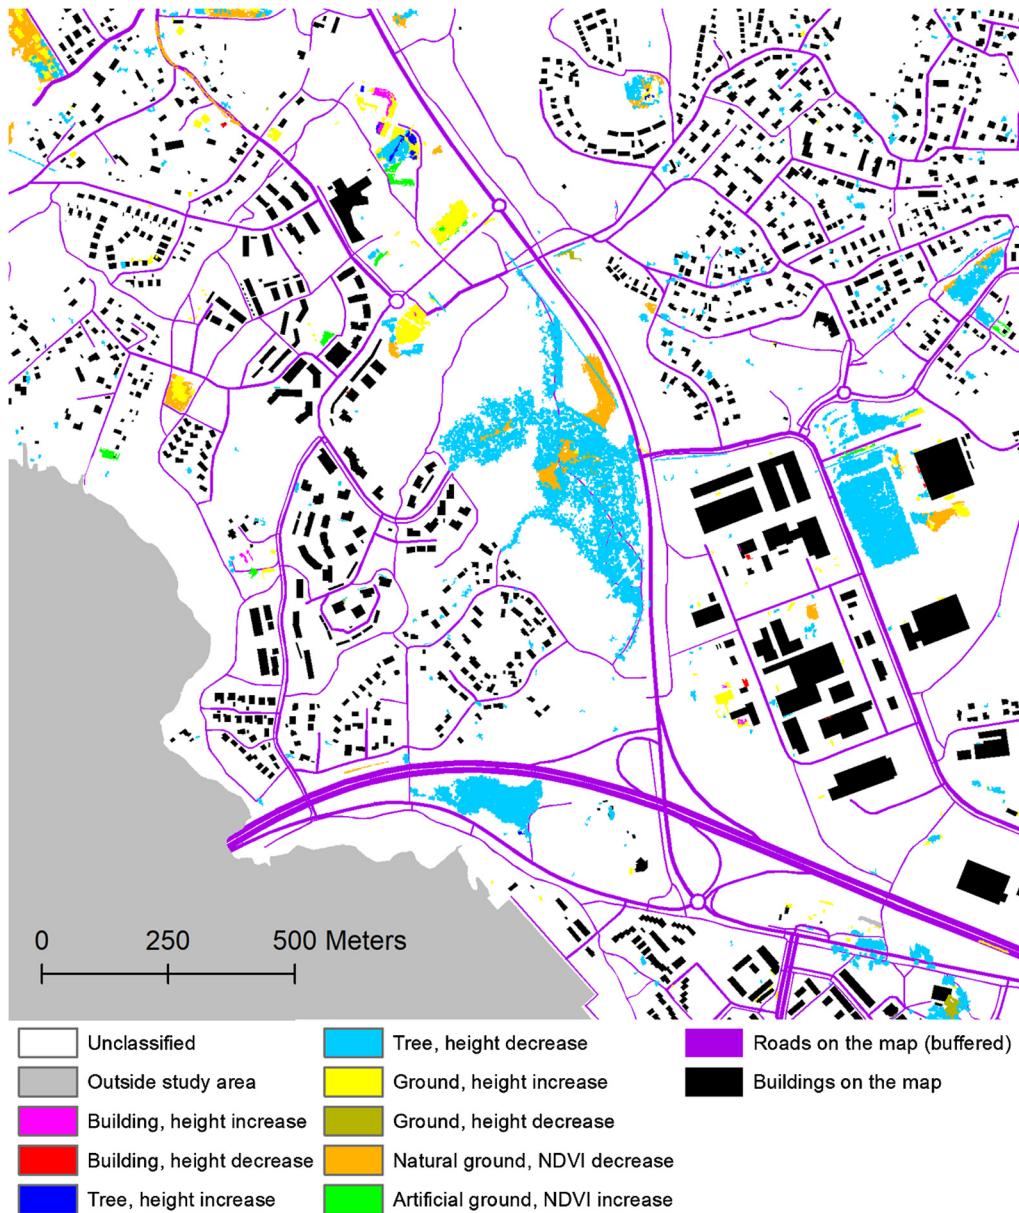 0 250 500 Meters
Unclassified
Outside study area
Building, height increase
Building, height decrease
Tree, height increase
Tree, height decrease
Ground, height increase
Ground, height decrease
Natural ground, NDVI decrease
Artificial ground, NDVI increase
Roads on the map (buffered)
Buildings on the map